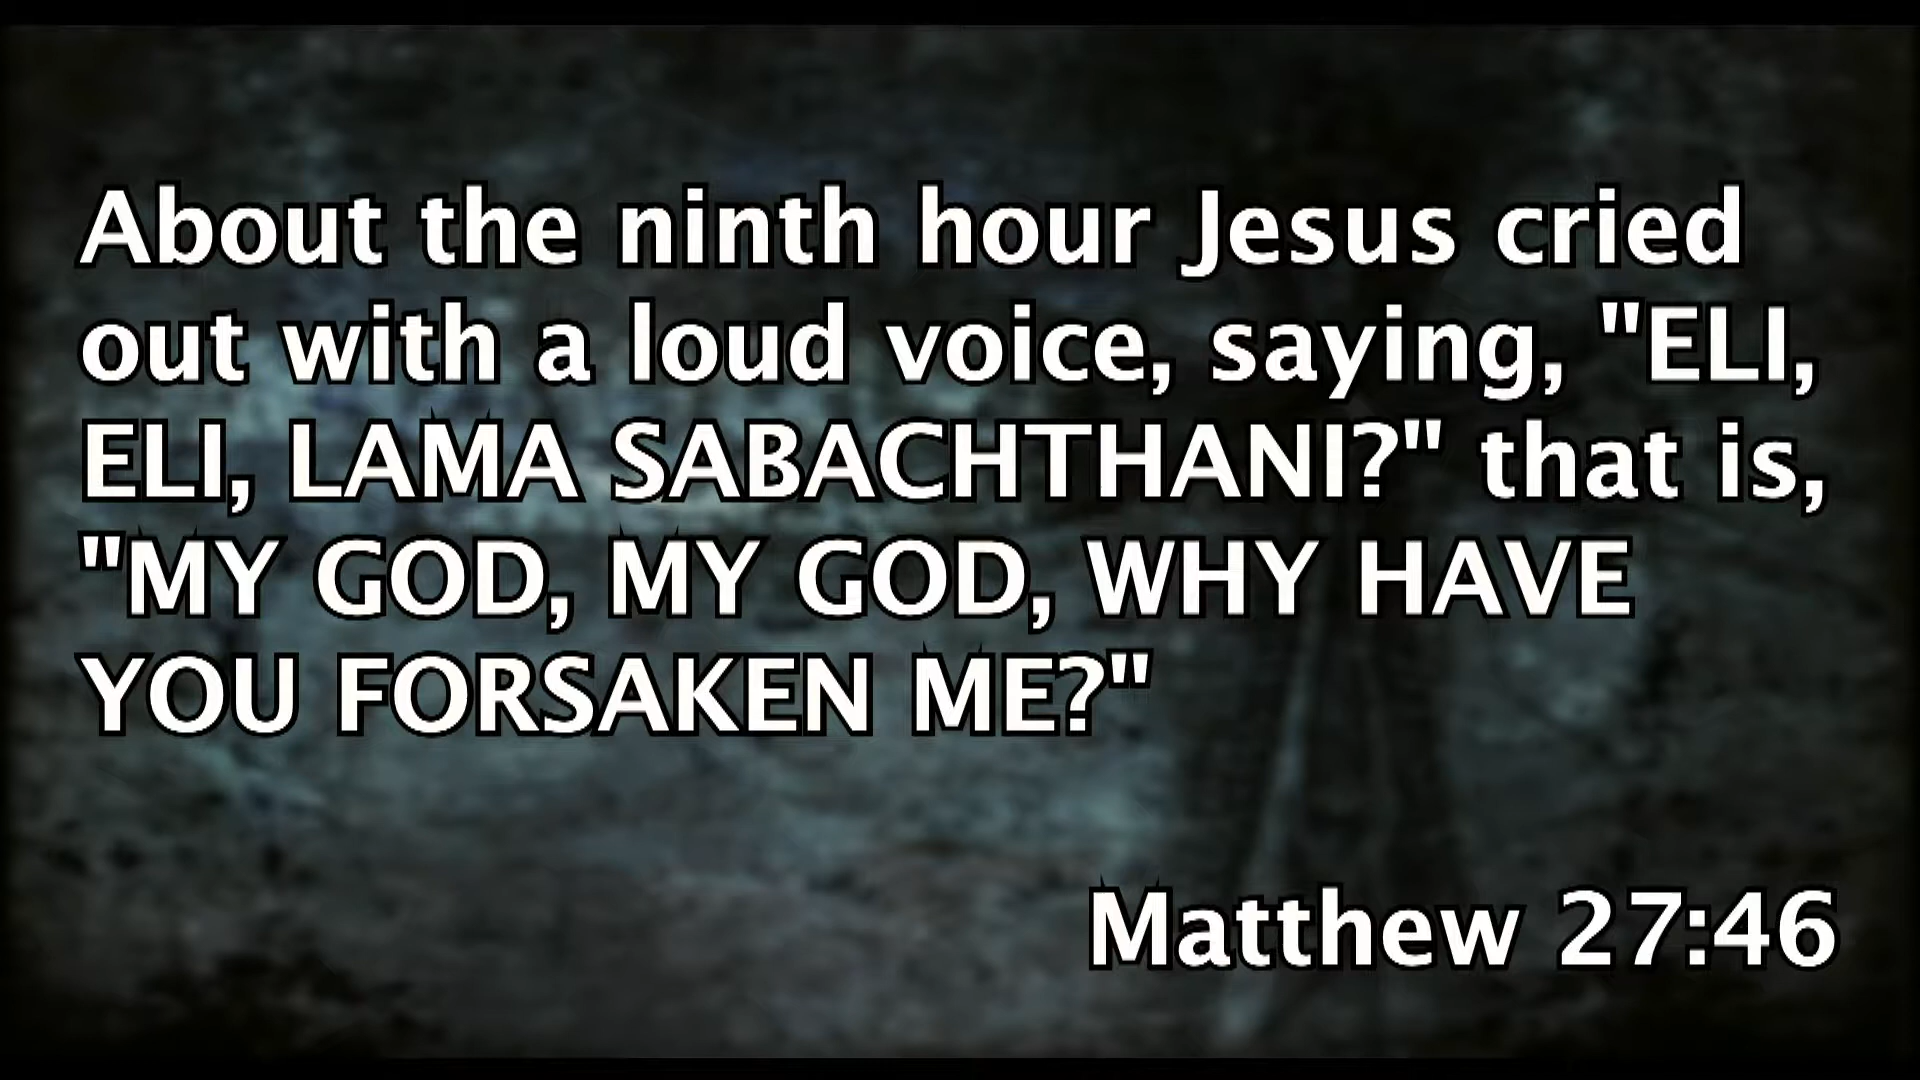 About the ninth hour Jesus cried
out with a loud voice, saying, "ELI,
ELI, LAMA SABACHTHANI?" that is,
"MY GOD, MY GOD, WHY HAVE
YOU FORSAKEN ME?"
Matthew 27:46